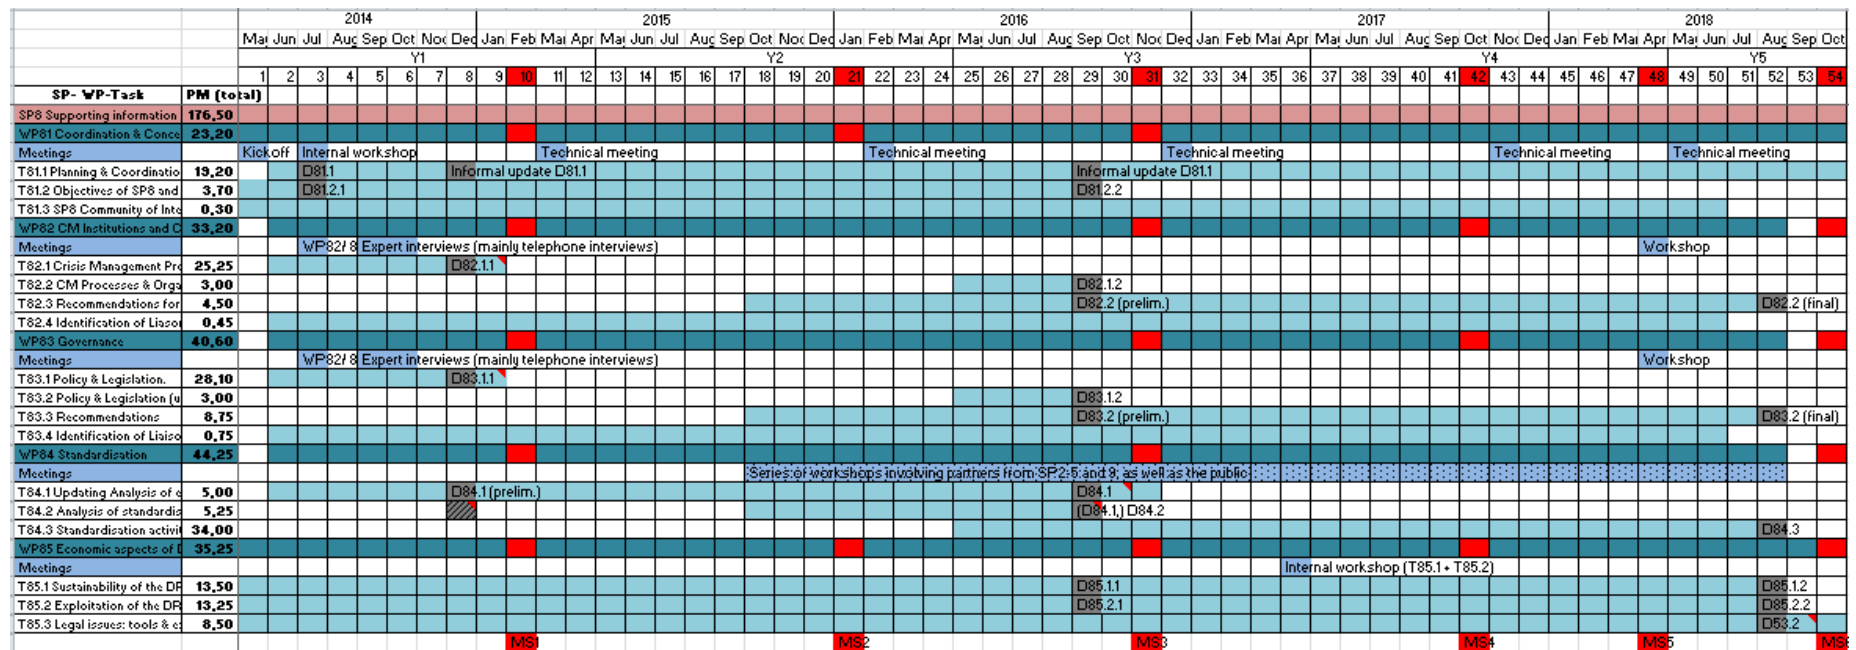 2014 2015 2016 2017 2018
Mai Jun Jul Aug Sep Oct Nov Dec Jan Feb Mai Apr Mai Jun Jul Aug Sep Oct Nov Dec Jan Feb Mai Apr Mai Jun Jul Aug Sep Oct Nov Dec Jan Feb Mai Apr Mai Jun Jul Aug Sep Oct Nov Dec Jan Feb Mai Apr Mai Jun Jul Aug Sep Oct
Y1 Y2 Y3 Y4 Y5
1 2 3 4 5 6 7 8 9 10 11 12 13 14 15 16 17 18 19 20 21 22 23 24 25 26 27 28 29 30 31 32 33 34 35 36 37 38 39 40 41 42 43 44 45 46 47 48 49 50 51 52 53 54
SP- WP-Task PM (total)
SP8 Supporting information 176,50
WP81 Coordination & Conce 23,20
Meetings Kickoff Internal workshop Technical meeting Technical meeting Technical meeting Technical meeting Technical meeting
T81.1 Planning & Coordinatio 19,20 D81.1 Informal update D81.1 Informal update D81.1
T81.2 Objectives of SP8 and 3,70 D81.2.1 D81.2.2
T81.3 SP8 Community of Inte 0,30
WP82 CM Institutions and C 33,20
Meetings WP82/ 8 Expert interviews (mainly telephone interviews) Workshop
T82.1 Crisis Management Pro 25,25 D82.1.1
T82.2 CM Processes & Orga 3,00 D82.1.2
T82.3 Recommendations for 4,50 D82.2 (prelim.) D82.2 (final)
T82.4 Identification of Liason 0,45
WP83 Governance 40,60
Meetings WP82/ 8 Expert interviews (mainly telephone interviews) Workshop
T83.1 Policy & Legislation. 28,10 D83.1.1
T83.2 Policy & Legislation (u 3,00 D83.1.2
T83.3 Recommendations 8,75 D83.2 (prelim.) D83.2 (final)
T83.4 Identification of Liaiso 0,75
WP84 Standardisation 44,25
Meetings Series of workshops involving partners from SP2-5 and 9, as well as the public
T84.1 Updating Analysis of e 5,00 D84.1 (prelim.) D84.1
T84.2 Analysis of standardis 5,25 (D84.1,) D84.2
T84.3 Standardisation activit 34,00 D84.3
WP85 Economic aspects of D 35,25
Meetings Internal workshop (T85.1 + T85.2)
T85.1 Sustainability of the DR 13,50 D85.1.1 D85.1.2
T85.2 Exploitation of the DR 13,25 D85.2.1 D85.2.2
T85.3 Legal issues: tools & e 8,50 D53.2
MS1 MS2 MS3 MS4 MS5 MS6